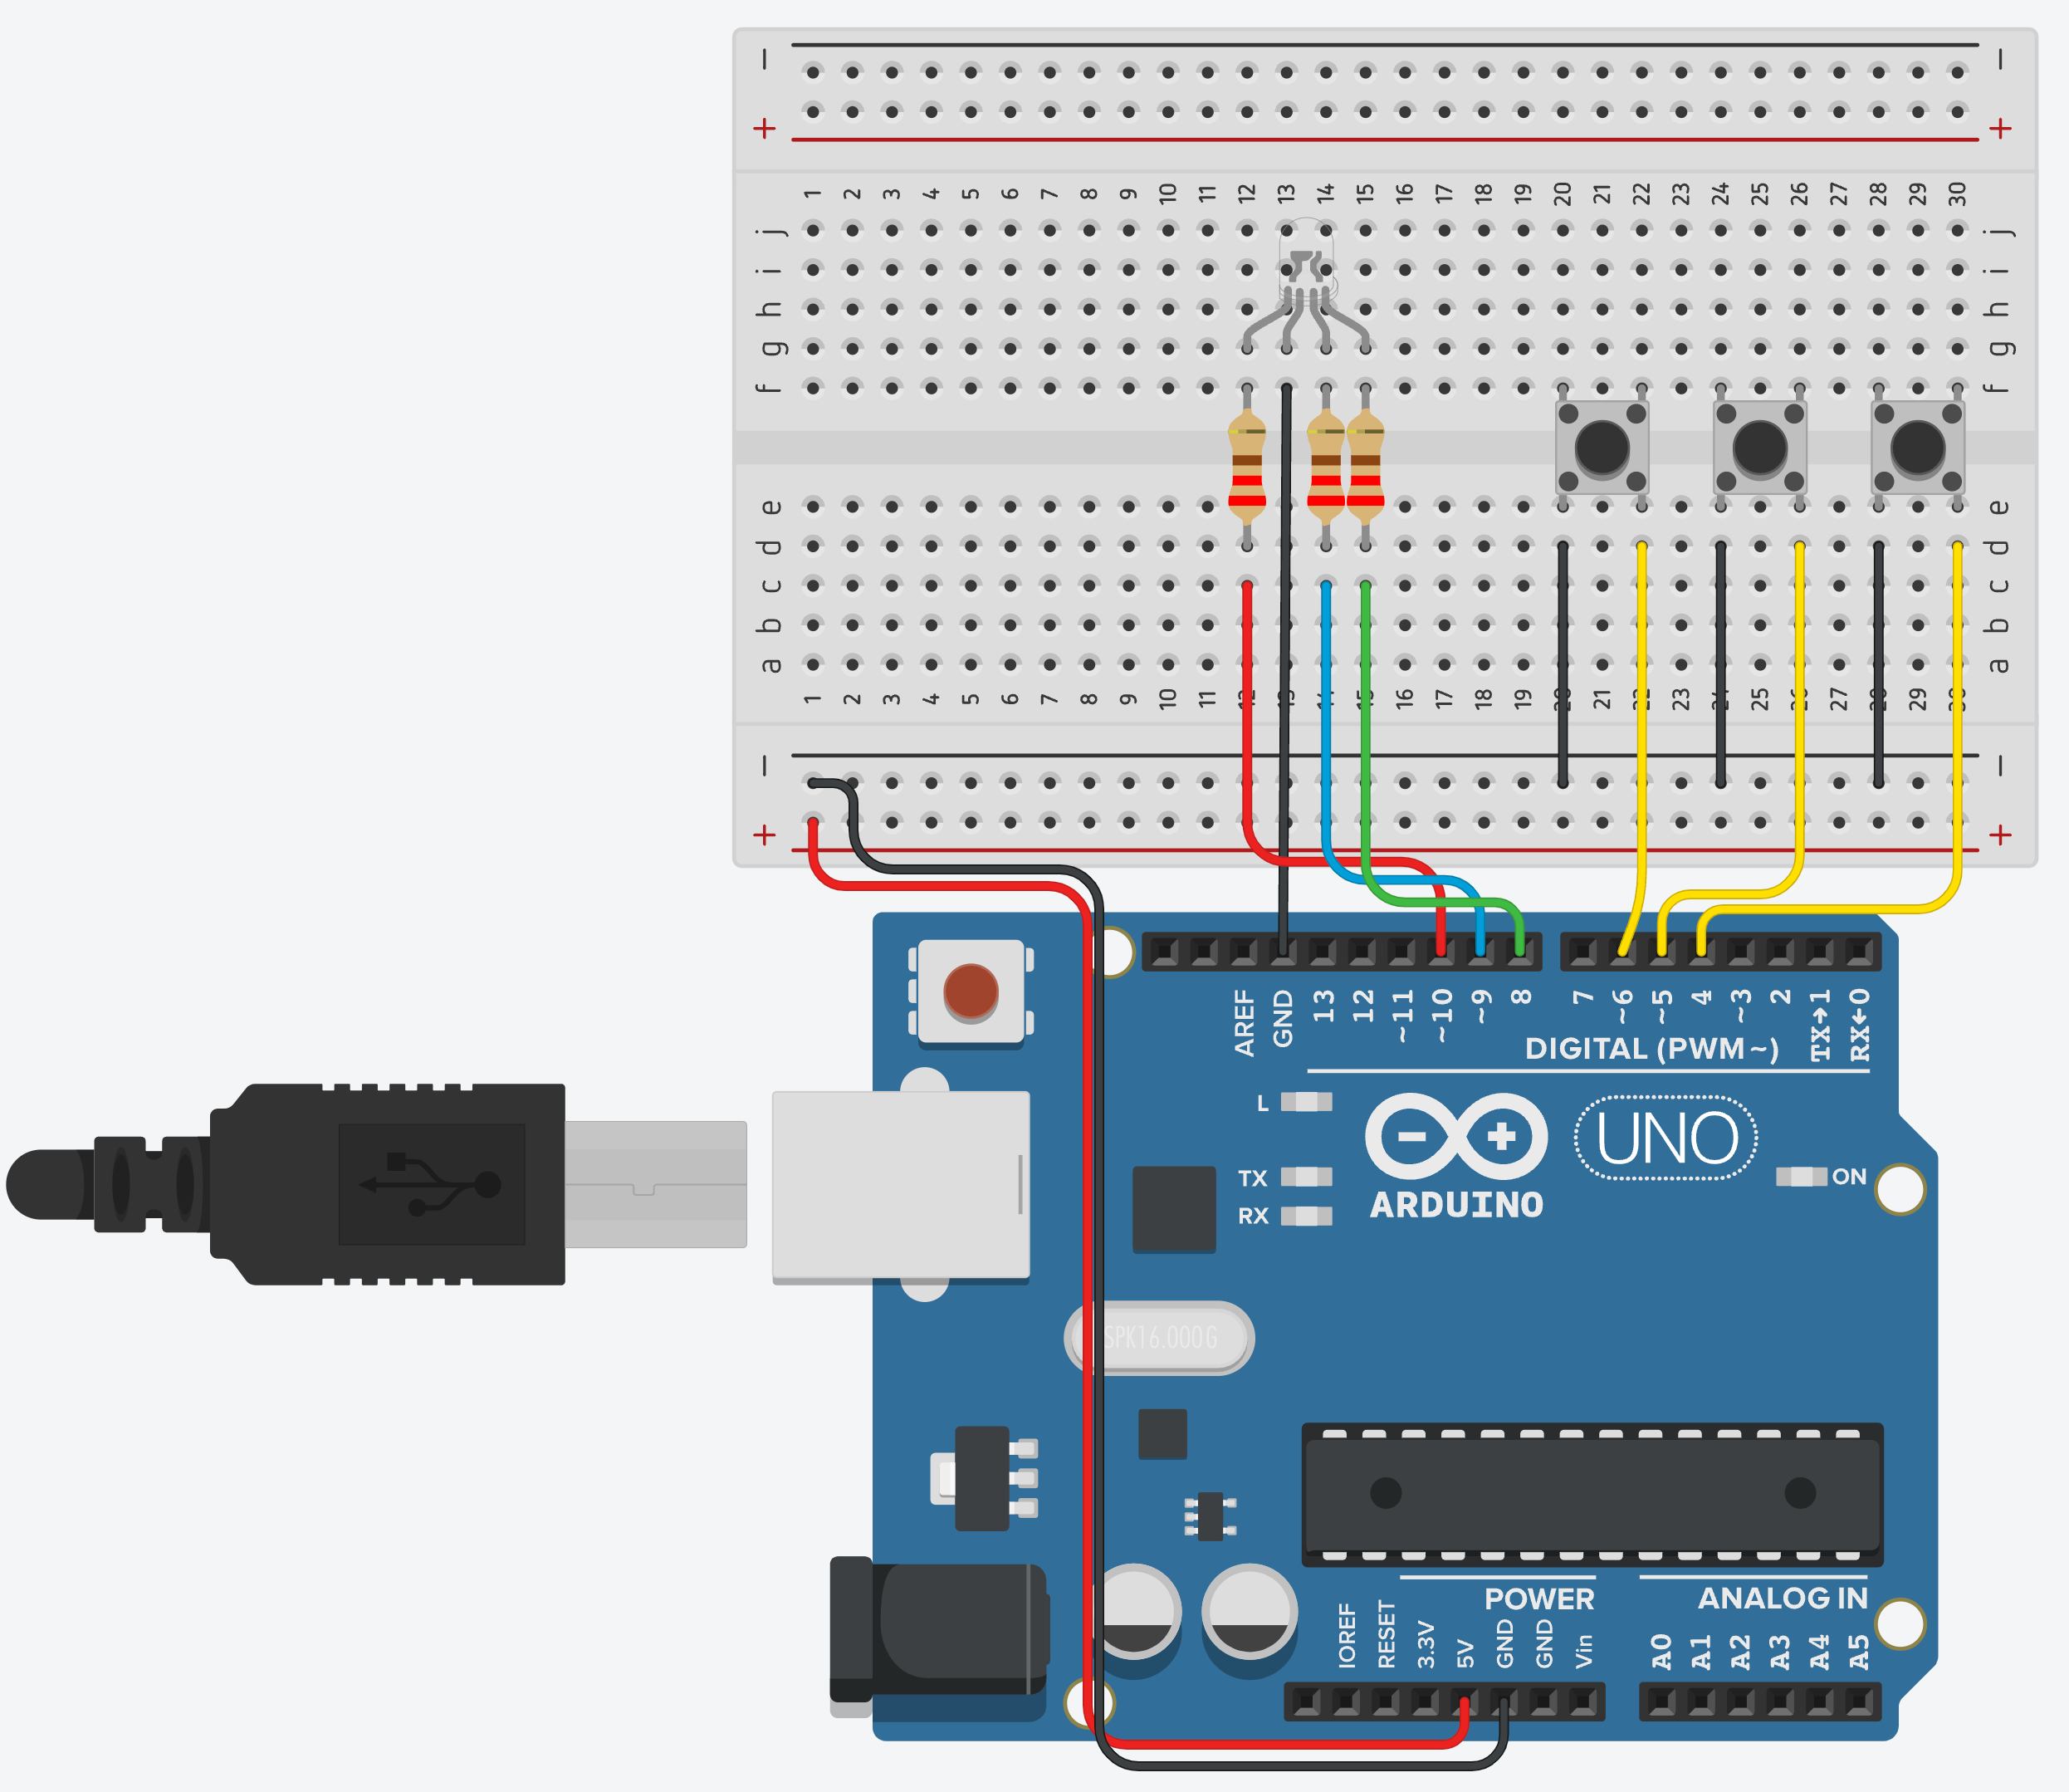 − −
+ +
1 2 3 4 5 6 7 8 9 10 11 12 13 14 15 16 17 18 19 20 21 22 23 24 25 26 27 28 29 30
j j
i i
h h
g g
f f
e e
d d
c c
b b
a a
1 2 3 4 5 6 7 8 9 10 11 12 13 14 15 16 17 18 19 20 21 22 23 24 25 26 27 28 29 30
− −
+ +
AREF GND 13 12 ~11 ~10 ~9 8 7 ~6 ~5 4 ~3 2 TX→1 RX←0
DIGITAL (PWM ~)
L
UNO
TX
ON
RX
ARDUINO
SPK16.000G
POWER
ANALOG IN
IOREF RESET 3.3V 5V GND GND Vin
A0 A1 A2 A3 A4 A5